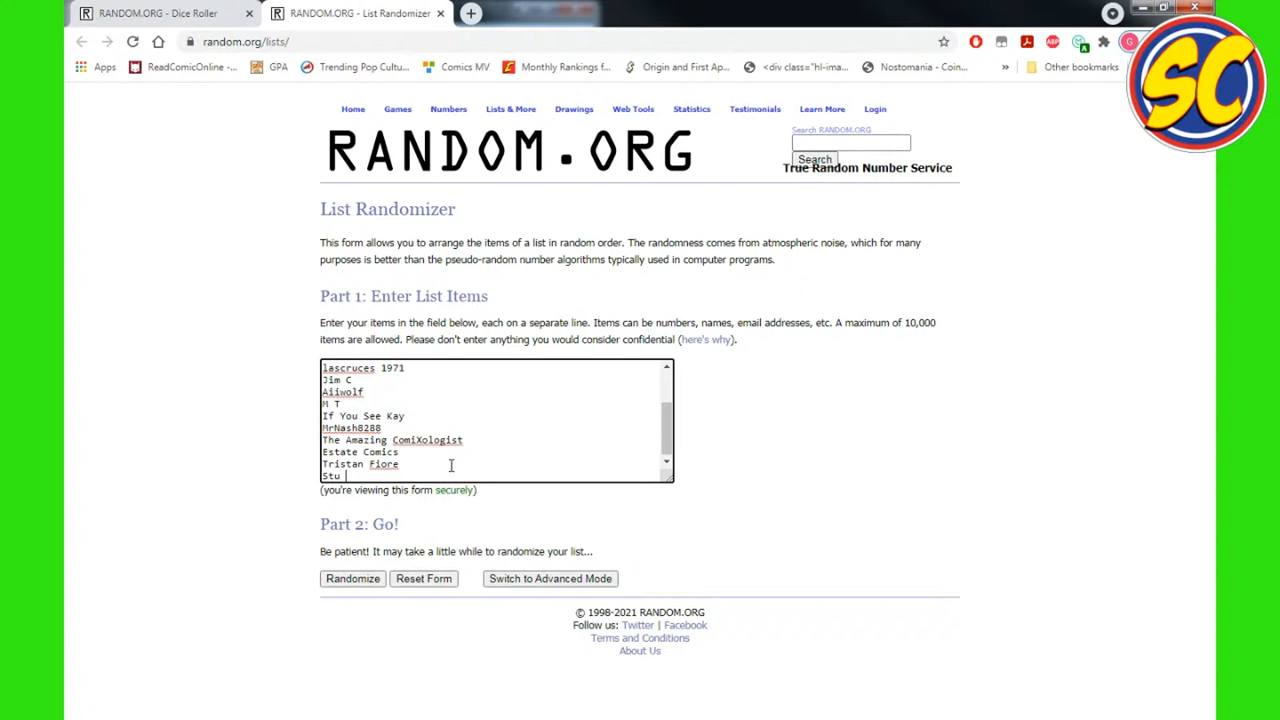 RANDOM.ORG - Dice Roller
RANDOM.ORG - List Randomizer
random.org/lists/
Apps
ReadComicOnline -...
GPA
Trending Pop Cultu...
Comics MV
Monthly Rankings f...
Origin and First Ap...
<div class="hl-ima...
Nostomania - Coin...
Other bookmarks
SC
Home Games Numbers Lists & More Drawings Web Tools Statistics Testimonials Learn More Login
RANDOM.ORG
Search RANDOM.ORG
Search
True Random Number Service
List Randomizer
This form allows you to arrange the items of a list in random order. The randomness comes from atmospheric noise, which for many
purposes is better than the pseudo-random number algorithms typically used in computer programs.
Part 1: Enter List Items
Enter your items in the field below, each on a separate line. Items can be numbers, names, email addresses, etc. A maximum of 10,000
items are allowed. Please don't enter anything you would consider confidential (here's why).
lascruces 1971
Jim C
Aiiwolf
M T
If You See Kay
MrNash8288
The Amazing ComiXologist
Estate Comics
Tristan Fiore
Stu
(you're viewing this form securely)
Part 2: Go!
Be patient! It may take a little while to randomize your list...
Randomize Reset Form Switch to Advanced Mode
© 1998-2021 RANDOM.ORG
Follow us: Twitter | Facebook
Terms and Conditions
About Us